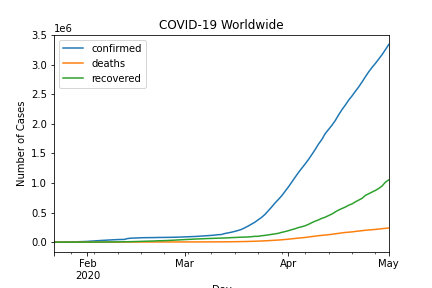 COVID-19 Worldwide
1e6
3.5
3.0
2.5
2.0
1.5
1.0
0.5
0.0
Number of Cases
confirmed
deaths
recovered
Feb
2020
Mar
Apr
May